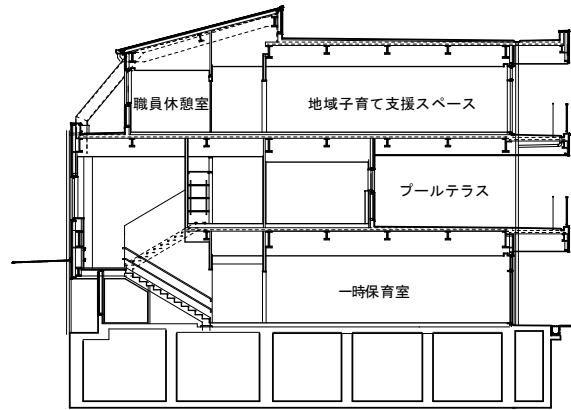 職員休憩室
地域子育て支援スペース
プールテラス
一時保育室